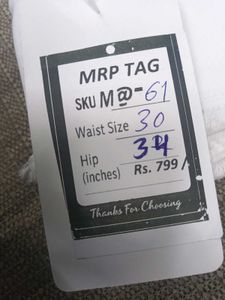 MRP TAG
SKU M@-61
Waist Size 30
Hip 34
(inches) Rs. 799/
Thanks For Choosing